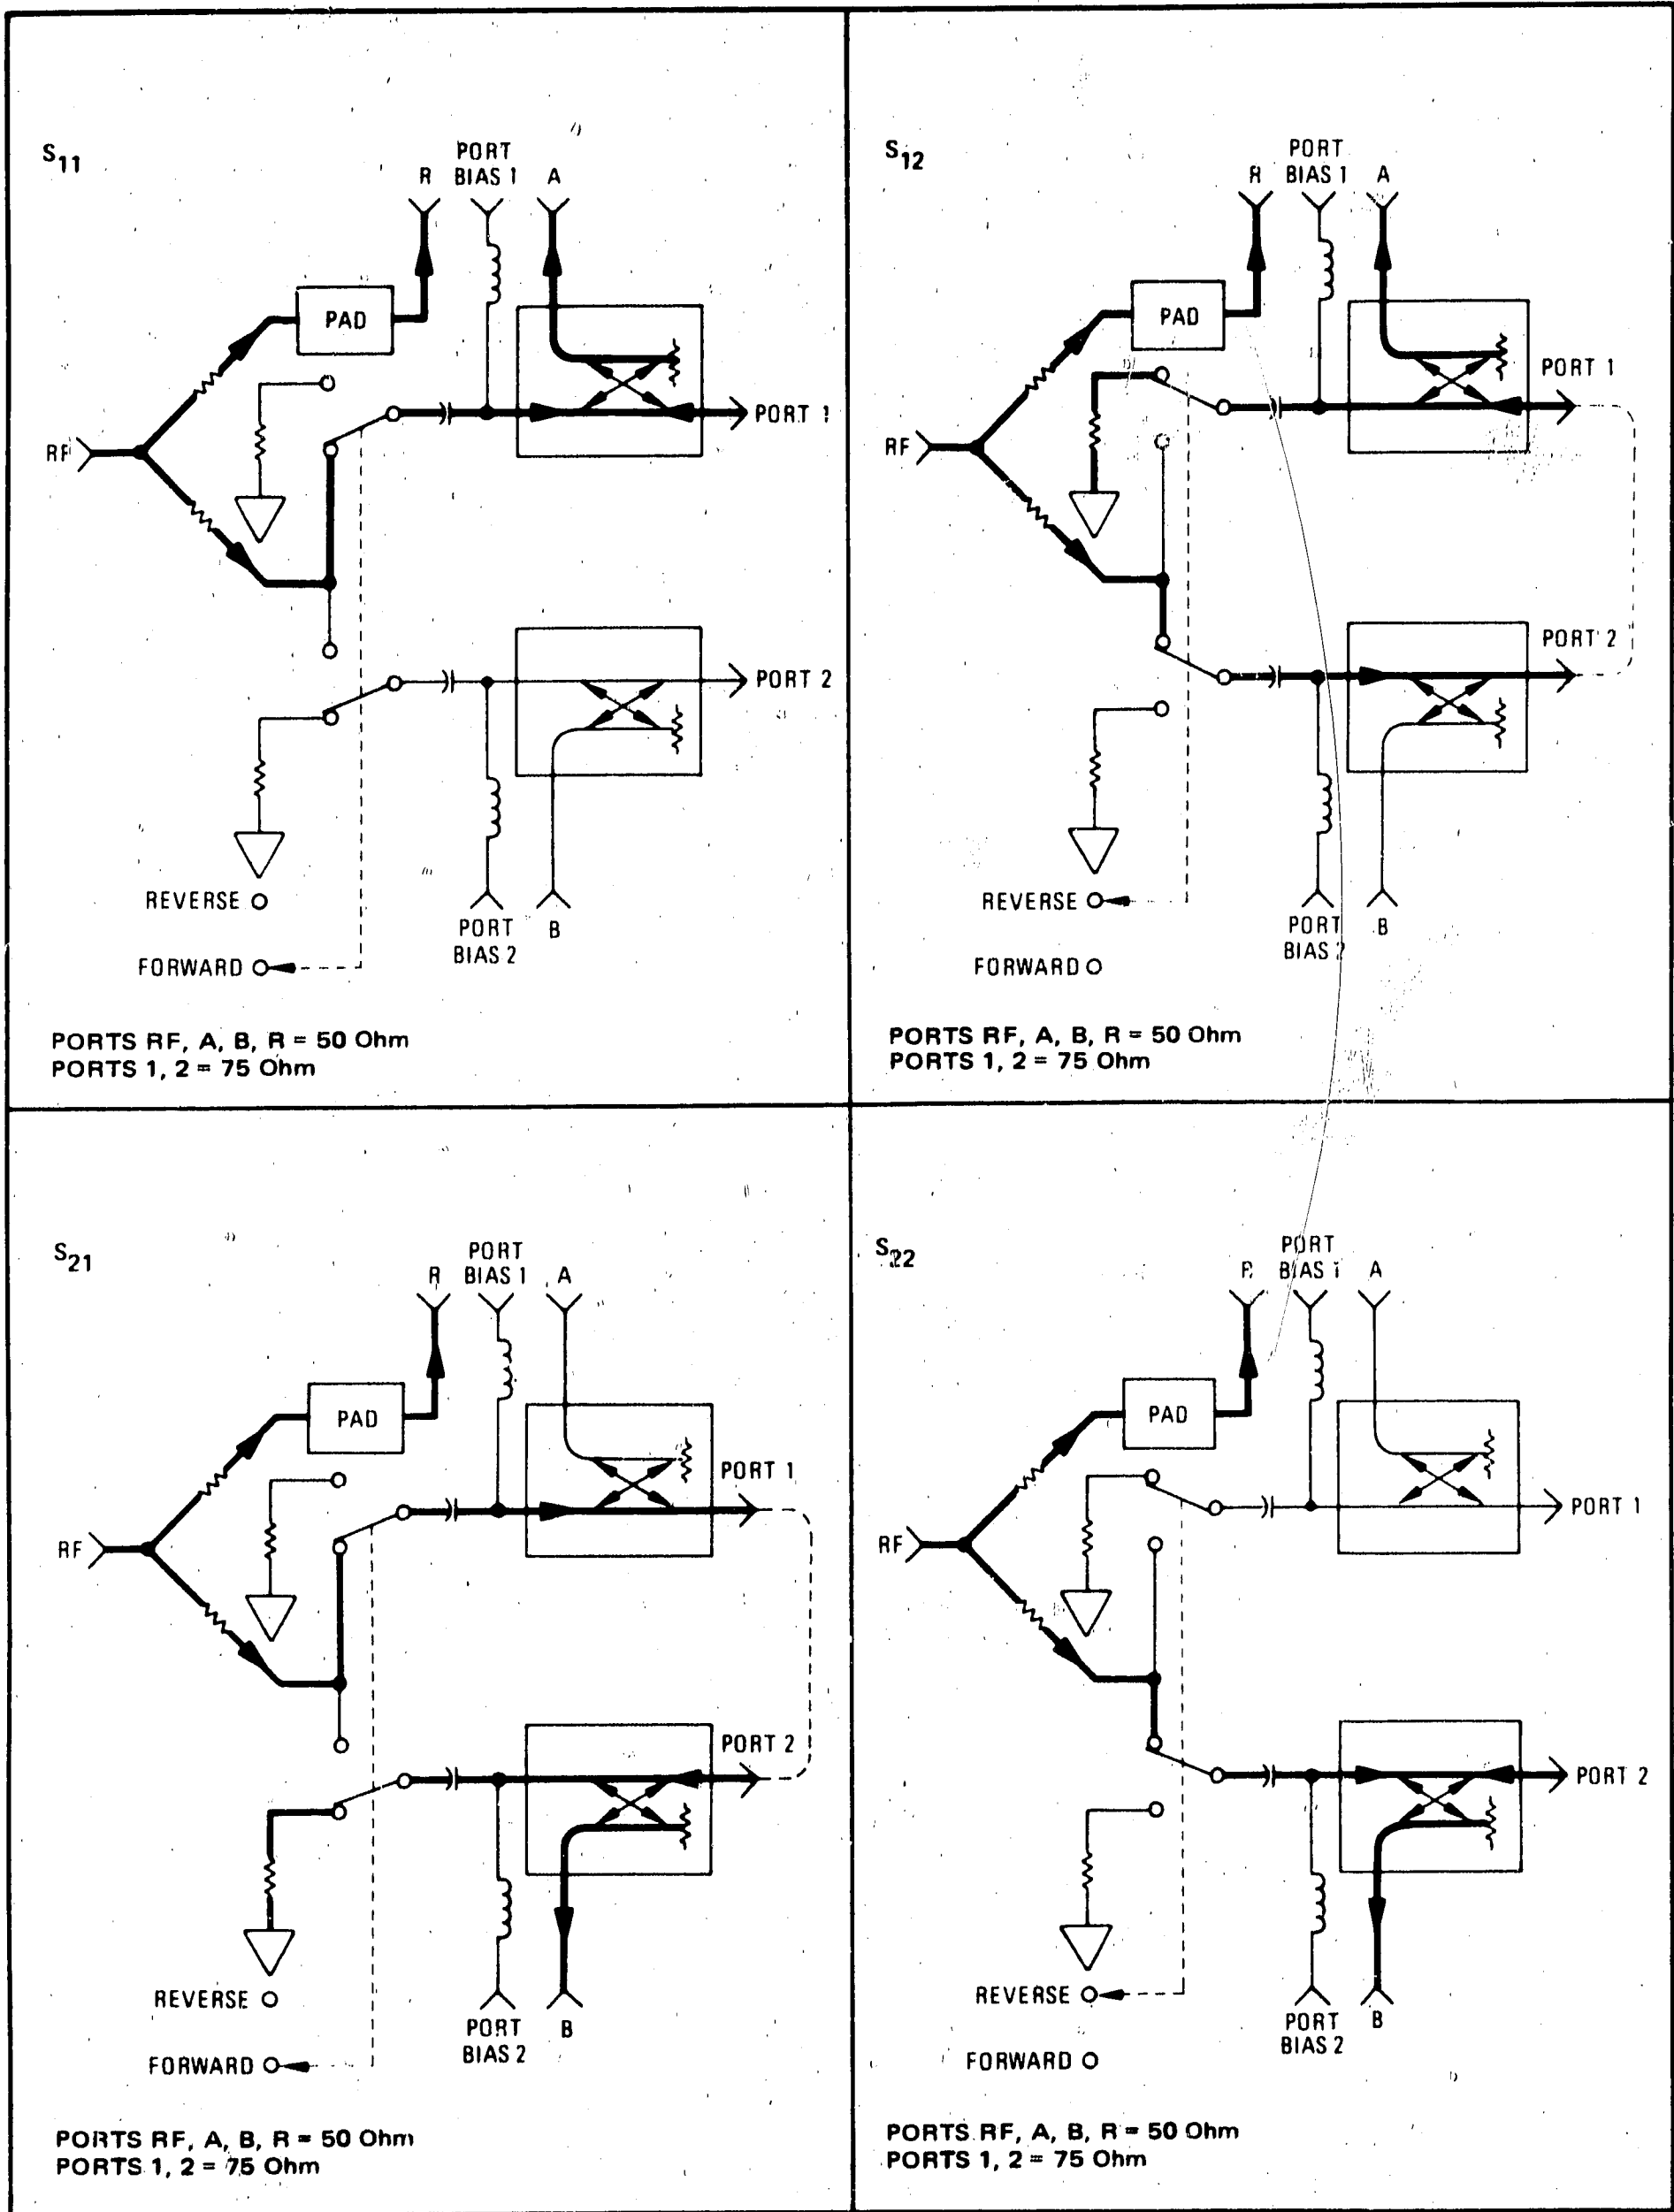 S11
PORT
R BIAS 1 A
PAD
PORT 1
RF
PORT 2
REVERSE
PORT B
BIAS 2
FORWARD
PORTS RF, A, B, R = 50 Ohm
PORTS 1, 2 = 75 Ohm
S12
PORT
R BIAS 1 A
PAD
PORT 1
RF
PORT 2
REVERSE
PORT B
BIAS 2
FORWARD
PORTS RF, A, B, R = 50 Ohm
PORTS 1, 2 = 75 Ohm
S21
PORT
R BIAS 1 A
PAD
PORT 1
RF
PORT 2
REVERSE
PORT B
BIAS 2
FORWARD
PORTS RF, A, B, R = 50 Ohm
PORTS 1, 2 = 75 Ohm
S22
PORT
R BIAS 1 A
PAD
PORT 1
RF
PORT 2
REVERSE
PORT B
BIAS 2
FORWARD
PORTS RF, A, B, R = 50 Ohm
PORTS 1, 2 = 75 Ohm